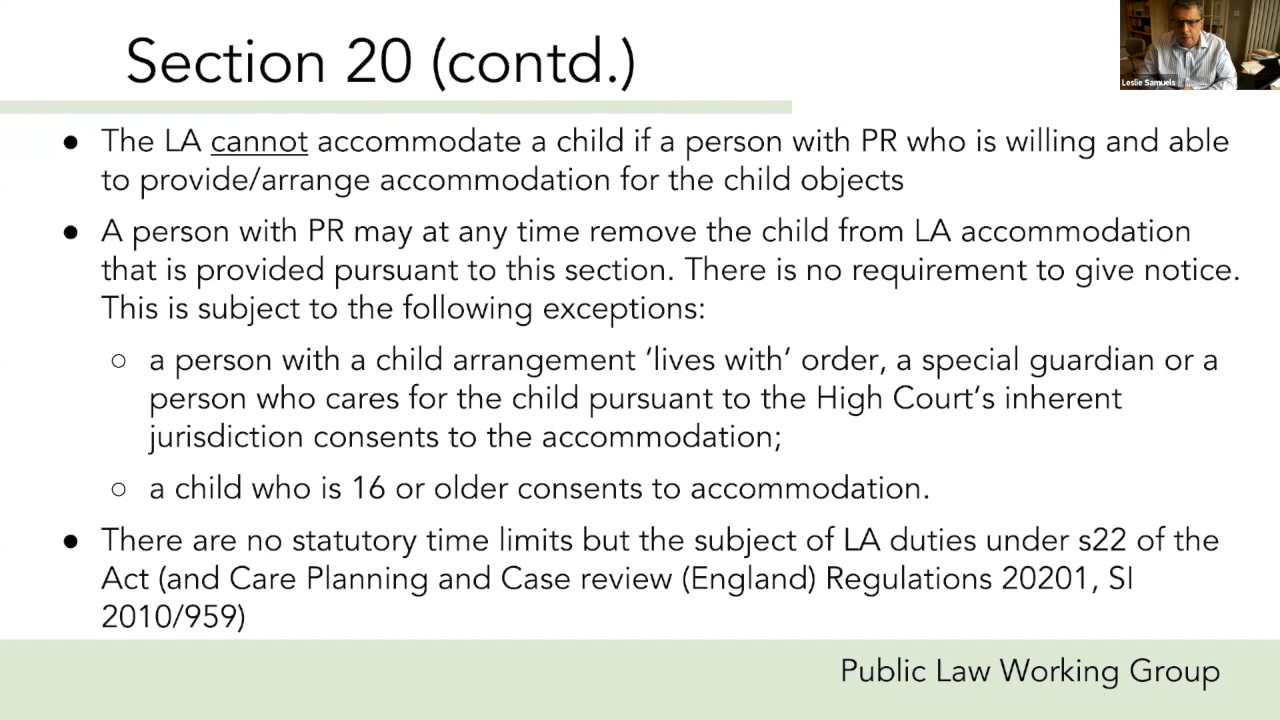 Section 20 (contd.)
Leslie Samuels
● The LA cannot accommodate a child if a person with PR who is willing and able
to provide/arrange accommodation for the child objects
● A person with PR may at any time remove the child from LA accommodation
that is provided pursuant to this section. There is no requirement to give notice.
This is subject to the following exceptions:
○ a person with a child arrangement ‘lives with’ order, a special guardian or a
person who cares for the child pursuant to the High Court’s inherent
jurisdiction consents to the accommodation;
○ a child who is 16 or older consents to accommodation.
● There are no statutory time limits but the subject of LA duties under s22 of the
Act (and Care Planning and Case review (England) Regulations 20201, SI
2010/959)
Public Law Working Group